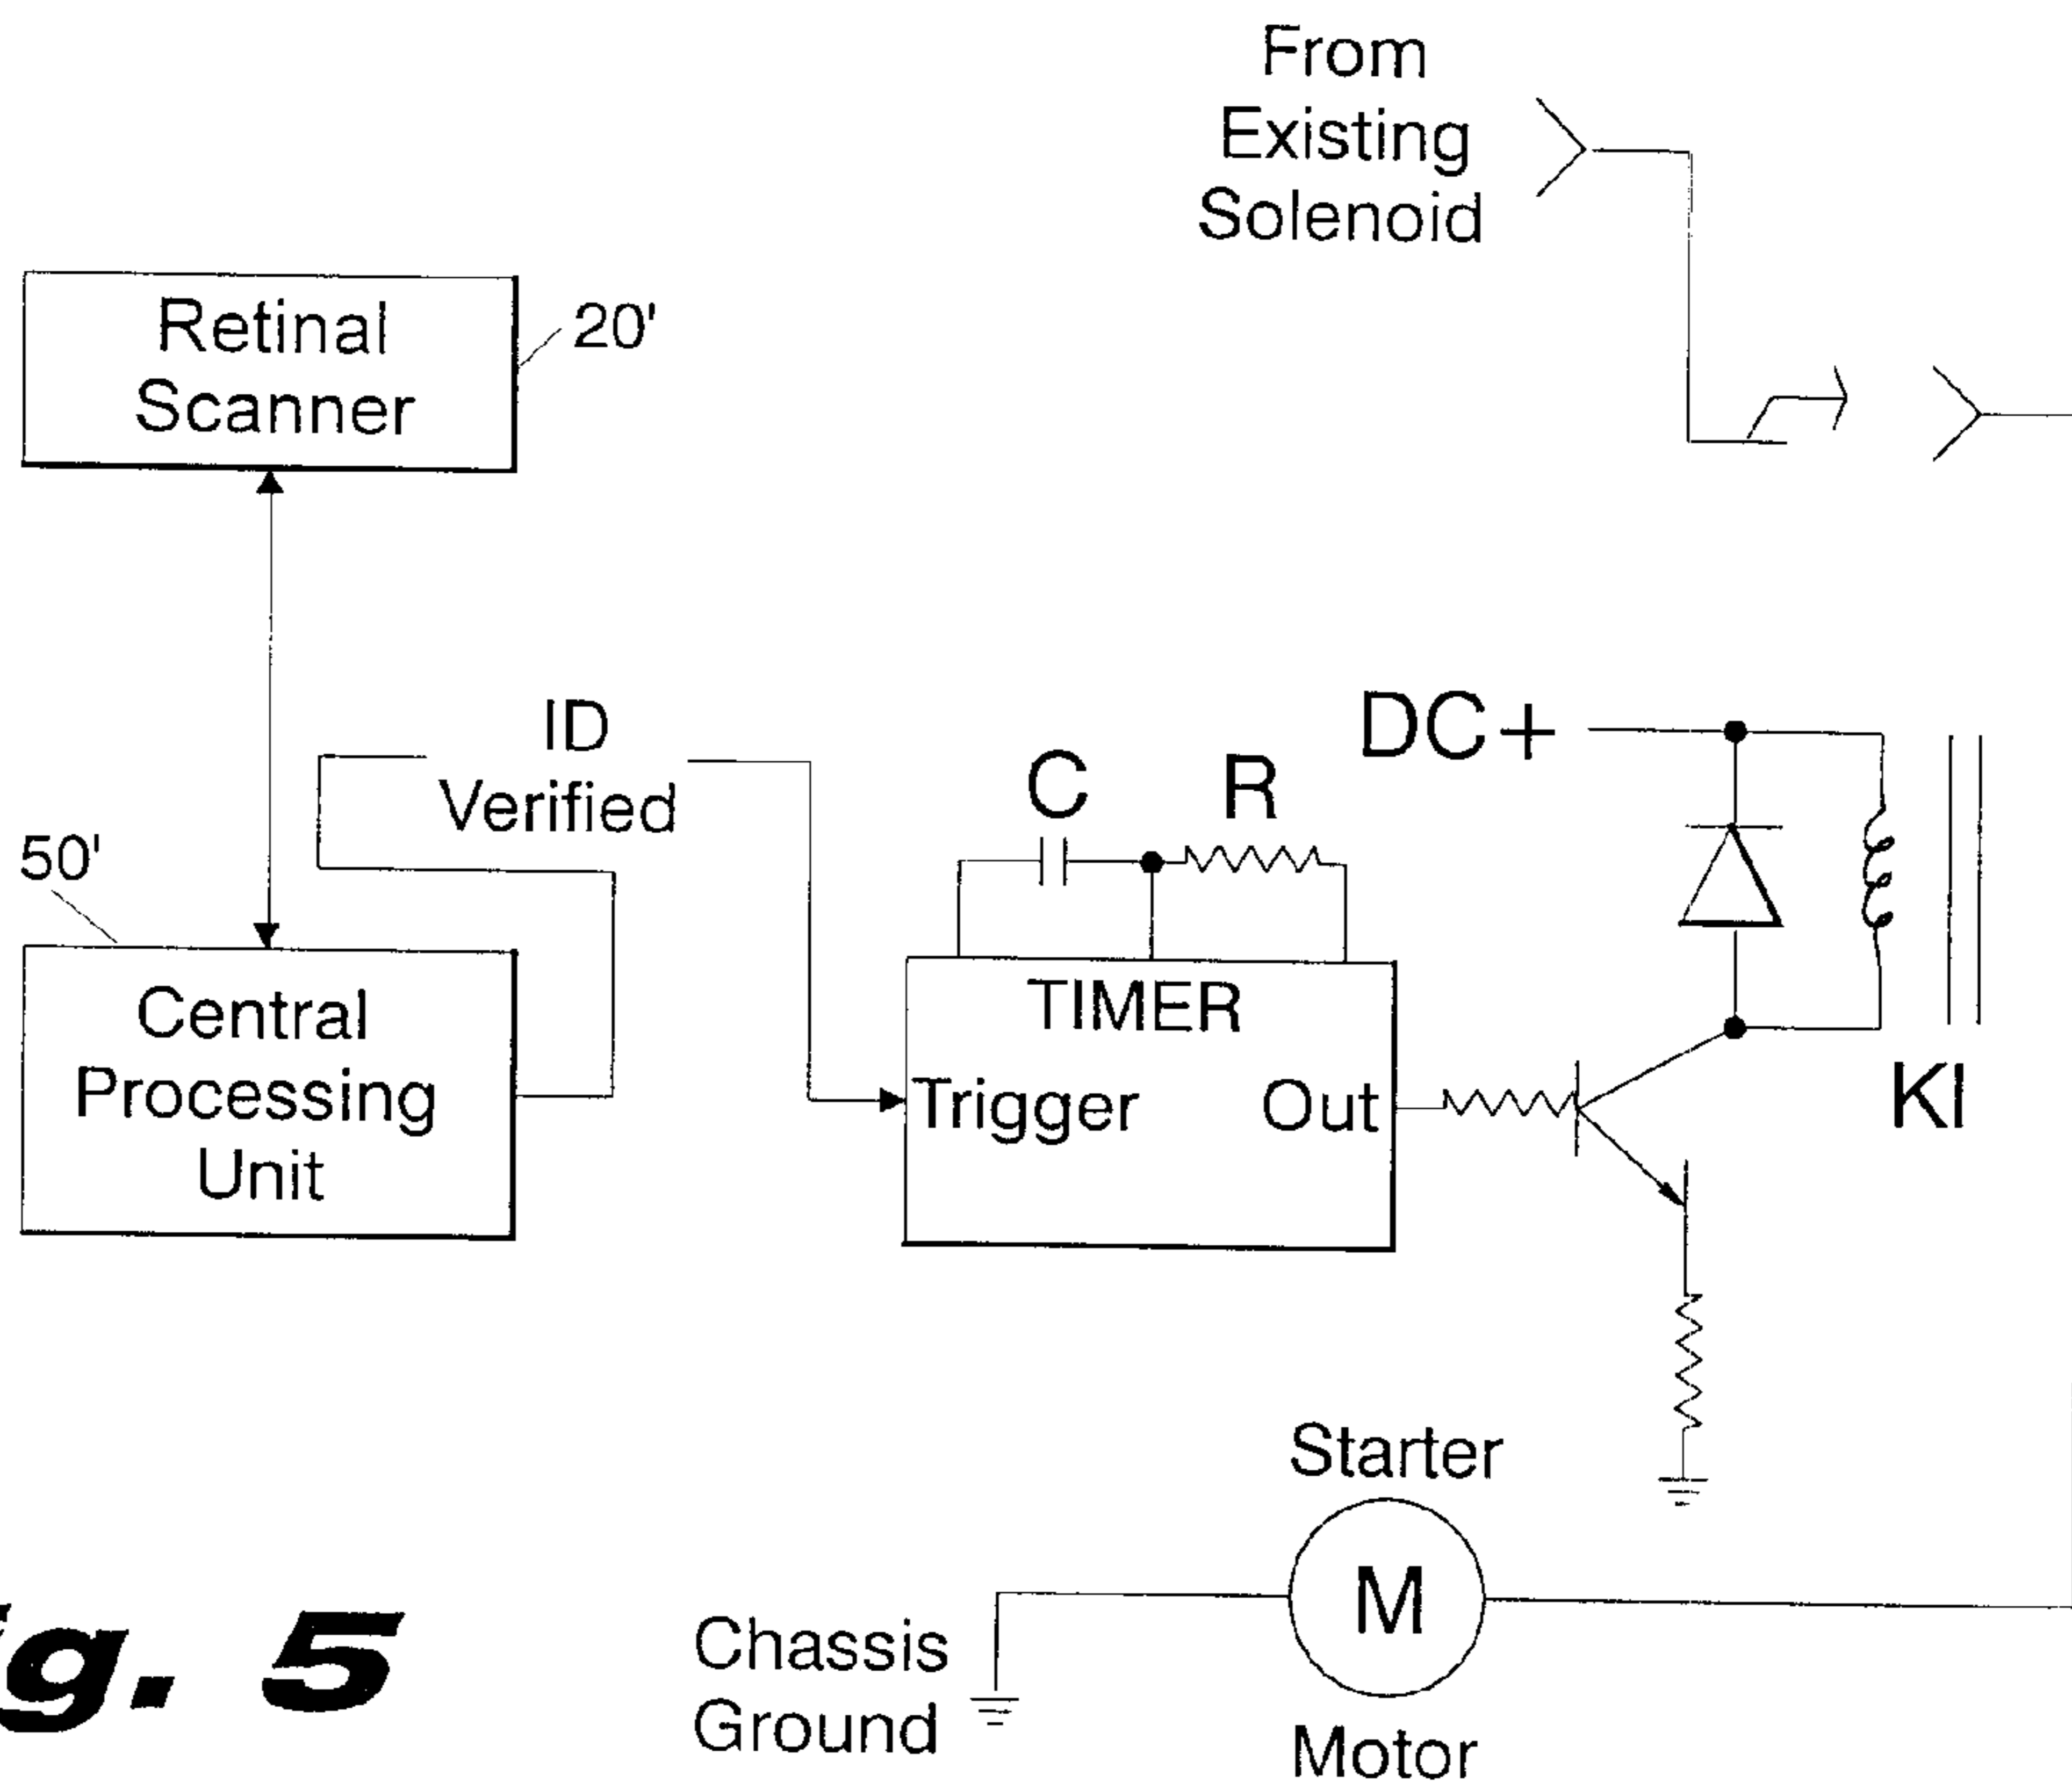 From
Existing
Solenoid
Retinal
Scanner
20'
ID
Verified
DC+
C
R
50'
Central
Processing
Unit
TIMER
Trigger
Out
KI
Starter
M
Motor
Chassis
Ground
g. 5